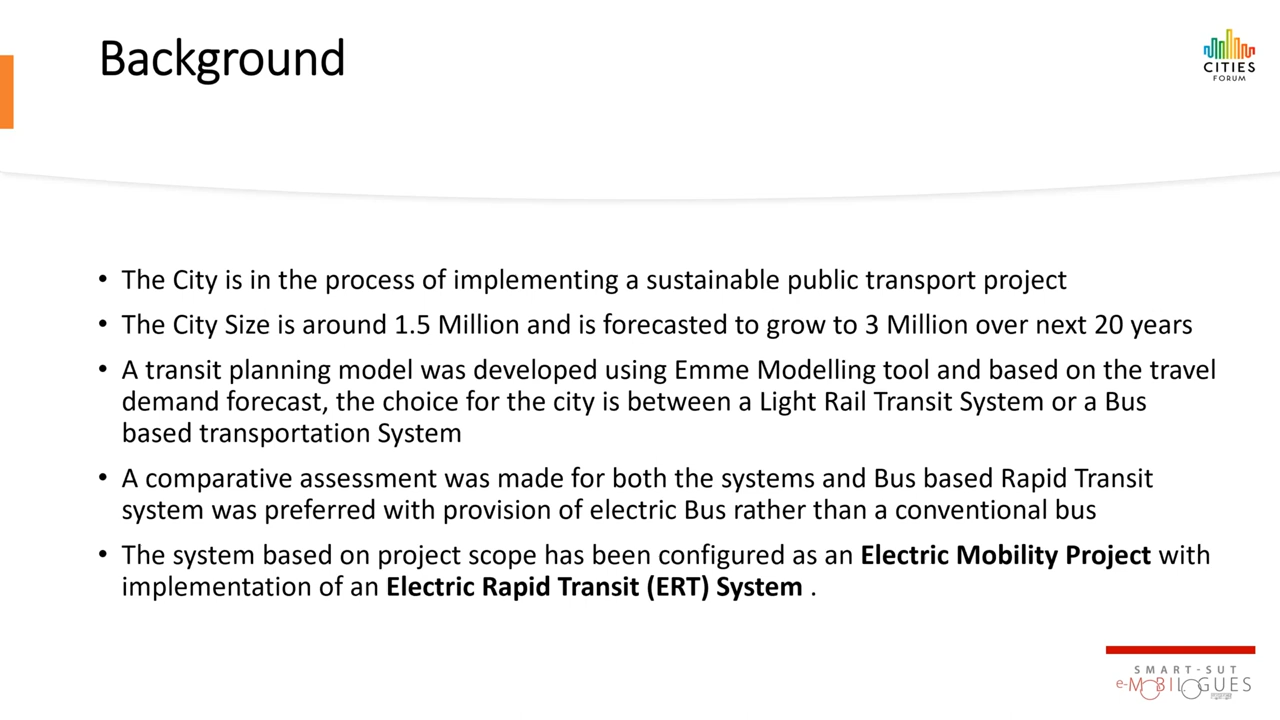 Background
CITIES
FORUM
• The City is in the process of implementing a sustainable public transport project
• The City Size is around 1.5 Million and is forecasted to grow to 3 Million over next 20 years
• A transit planning model was developed using Emme Modelling tool and based on the travel
demand forecast, the choice for the city is between a Light Rail Transit System or a Bus
based transportation System
• A comparative assessment was made for both the systems and Bus based Rapid Transit
system was preferred with provision of electric Bus rather than a conventional bus
• The system based on project scope has been configured as an Electric Mobility Project with
implementation of an Electric Rapid Transit (ERT) System .
SMART-SUT
e-MOBILOGUES